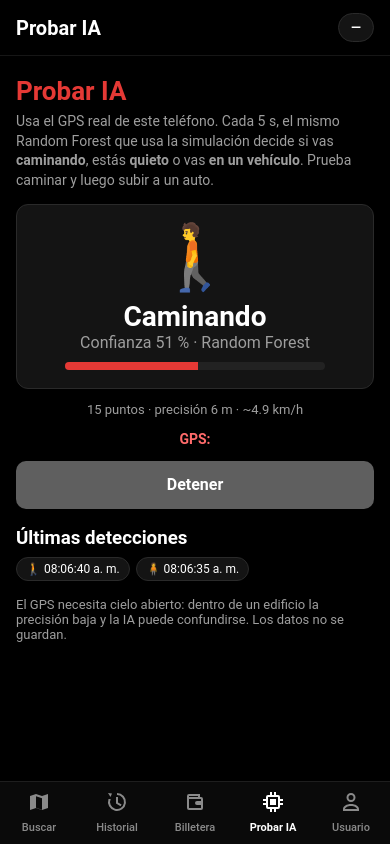 Probar IA
–
Probar IA
Usa el GPS real de este teléfono. Cada 5 s, el mismo
Random Forest que usa la simulación decide si vas
caminando, estás quieto o vas en un vehículo. Prueba
caminar y luego subir a un auto.
Caminando
Confianza 51 % · Random Forest
15 puntos · precisión 6 m · ~4.9 km/h
GPS:
Detener
Últimas detecciones
08:06:40 a. m. 08:06:35 a. m.
El GPS necesita cielo abierto: dentro de un edificio la
precisión baja y la IA puede confundirse. Los datos no se
guardan.
Buscar Historial Billetera Probar IA Usuario